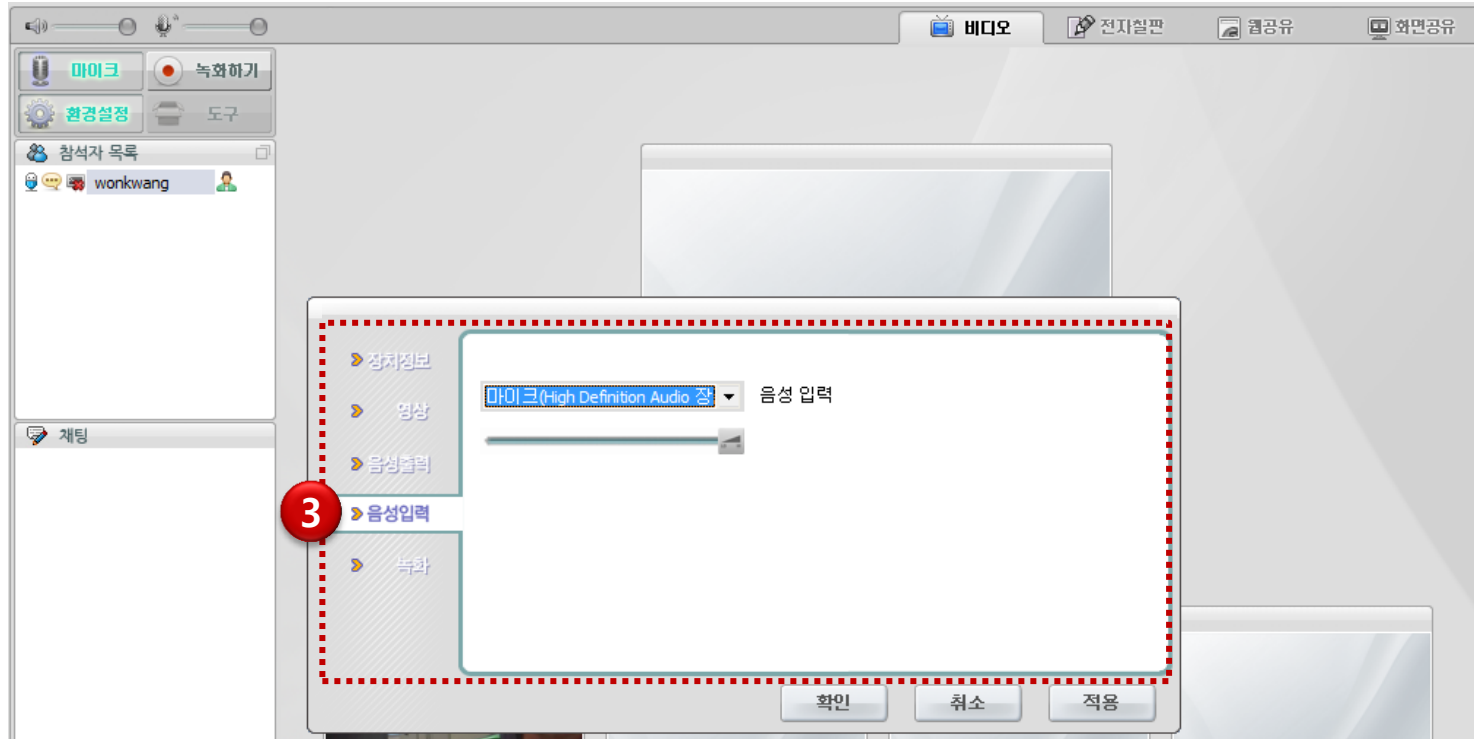 비디오
전자칠판
웹공유
화면공유
마이크
녹화하기
환경설정
도구
참석자 목록
wonkwang
채팅
장치정보
영상
음성출력
3
음성입력
녹화
마이크(High Definition Audio 장
음성 입력
확인
취소
적용